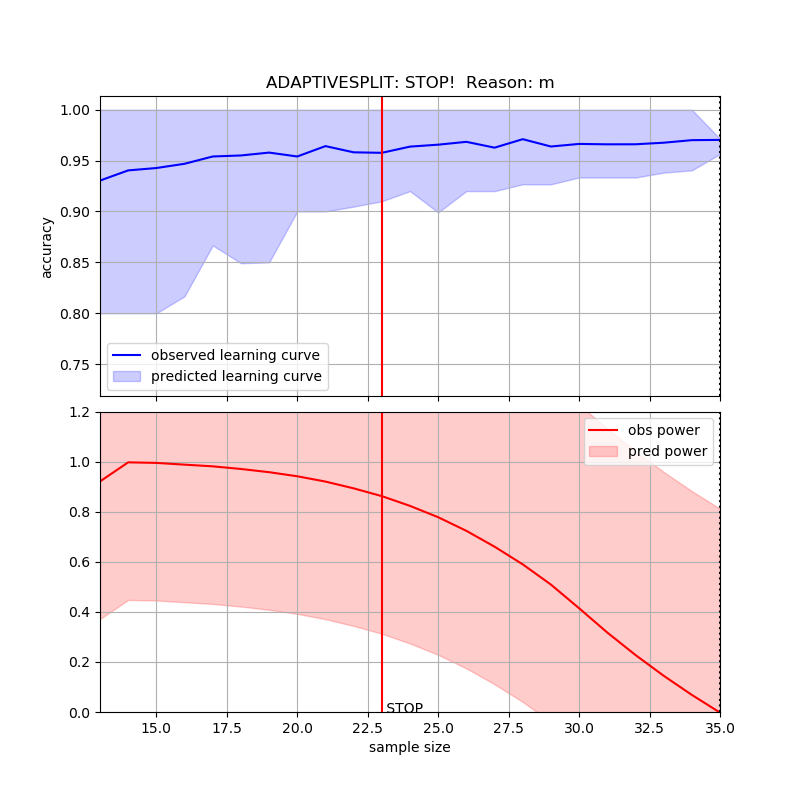 ADAPTIVESPLIT: STOP!  Reason: m
1.00
0.95
0.90
0.85
0.80
0.75
accuracy
observed learning curve
predicted learning curve
1.2
1.0
0.8
0.6
0.4
0.2
0.0
obs power
pred power
STOP
15.0 17.5 20.0 22.5 25.0 27.5 30.0 32.5 35.0
sample size